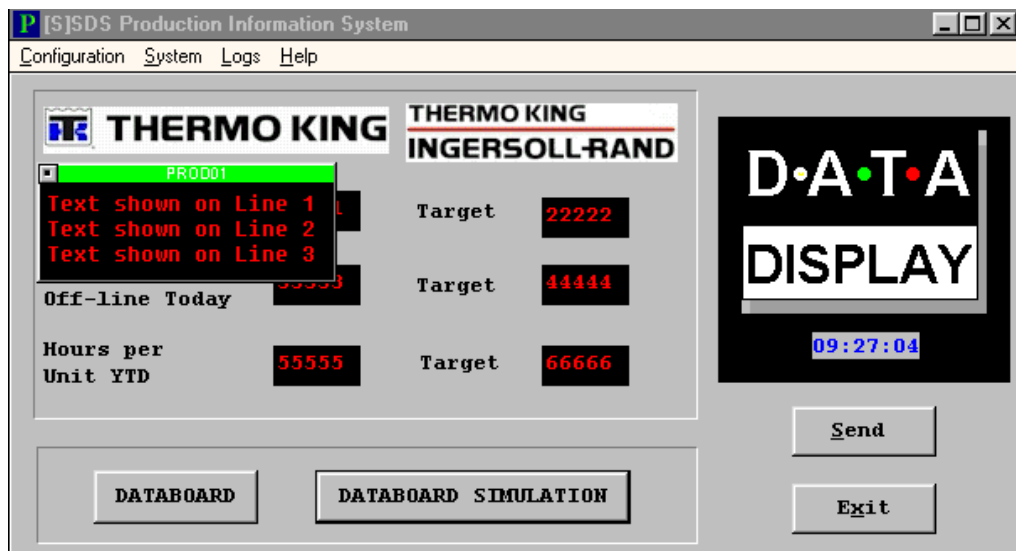 [S]SDS Production Information System
Configuration System Logs Help
THERMO KING
THERMO KING
INGERSOLL-RAND
PROD01
Text shown on Line 1
Text shown on Line 2
Text shown on Line 3
Target 22222
Off-line Today
Target 44444
Hours per
Unit YTD
55555
Target 66666
D•A•T•A
DISPLAY
09:27:04
Send
Exit
DATABOARD
DATABOARD SIMULATION